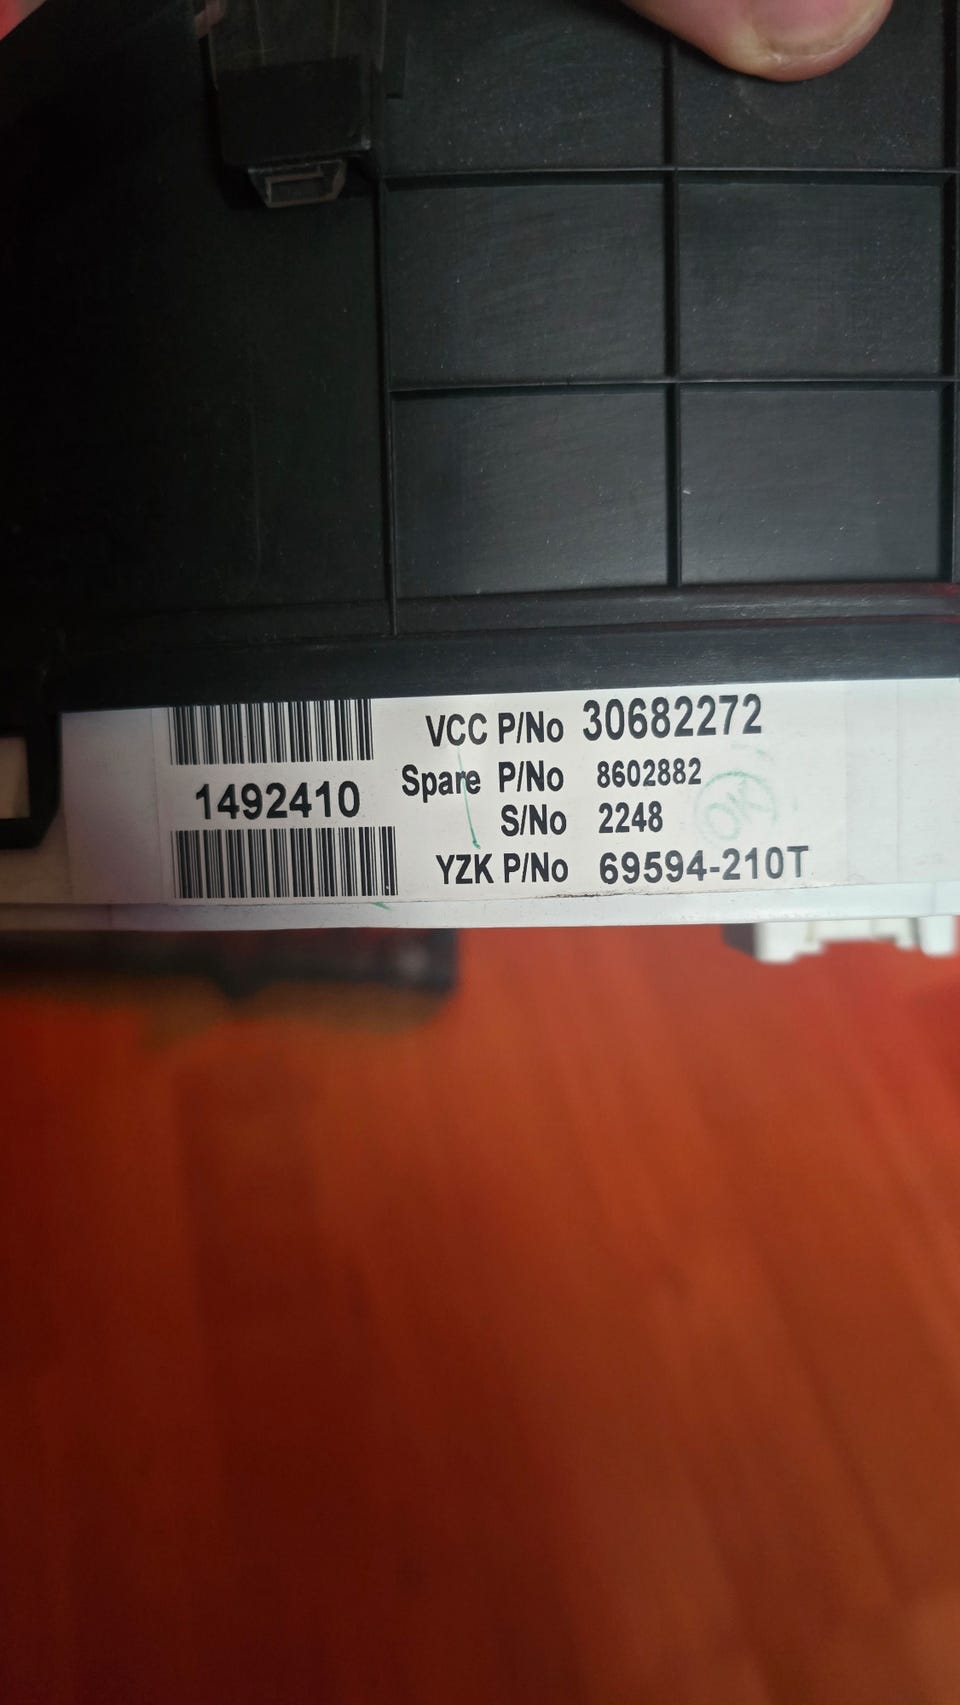 VCC P/No 30682272
1492410
Spare P/No 8602882
S/No 2248
YZK P/No 69594-210T
OK